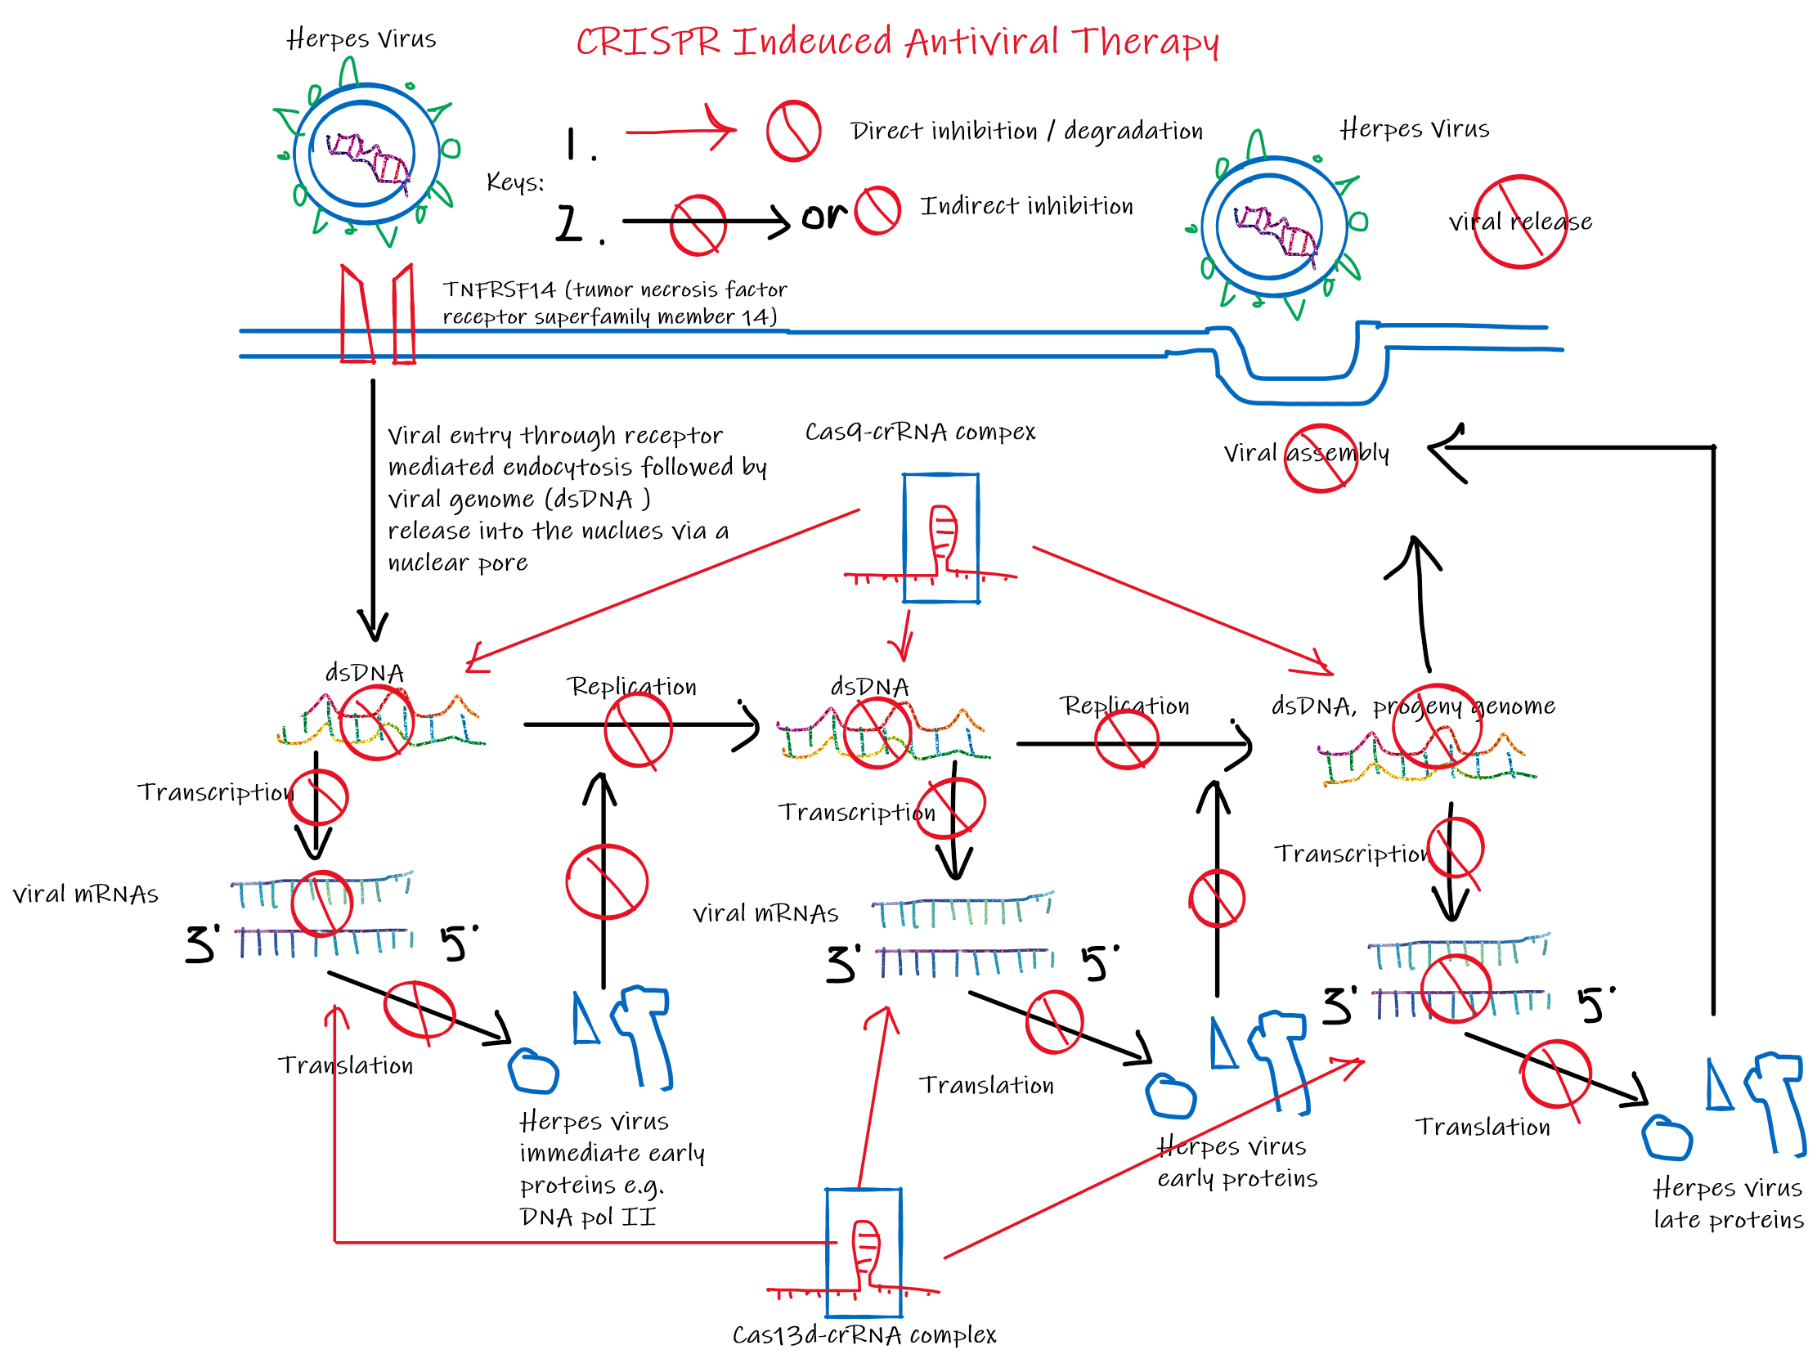 Herpes Virus
CRISPR Indeuced Antiviral Therapy
Keys:
1.
Direct inhibition / degradation
2.
or
Indirect inhibition
Herpes Virus
viral release
TNFRSF14 (tumor necrosis factor
receptor superfamily member 14)
Viral entry through receptor
mediated endocytosis followed by
viral genome (dsDNA )
release into the nuclues via a
nuclear pore
Cas9-crRNA compex
Viral assembly
dsDNA
Replication
dsDNA
Replication
dsDNA, progeny genome
Transcription
Transcription
Transcription
viral mRNAs
3'
5'
viral mRNAs
3'
5'
3'
5'
Translation
Translation
Translation
Herpes virus
immediate early
proteins e.g.
DNA pol II
Herpes virus
early proteins
Herpes virus
late proteins
Cas13d-crRNA complex